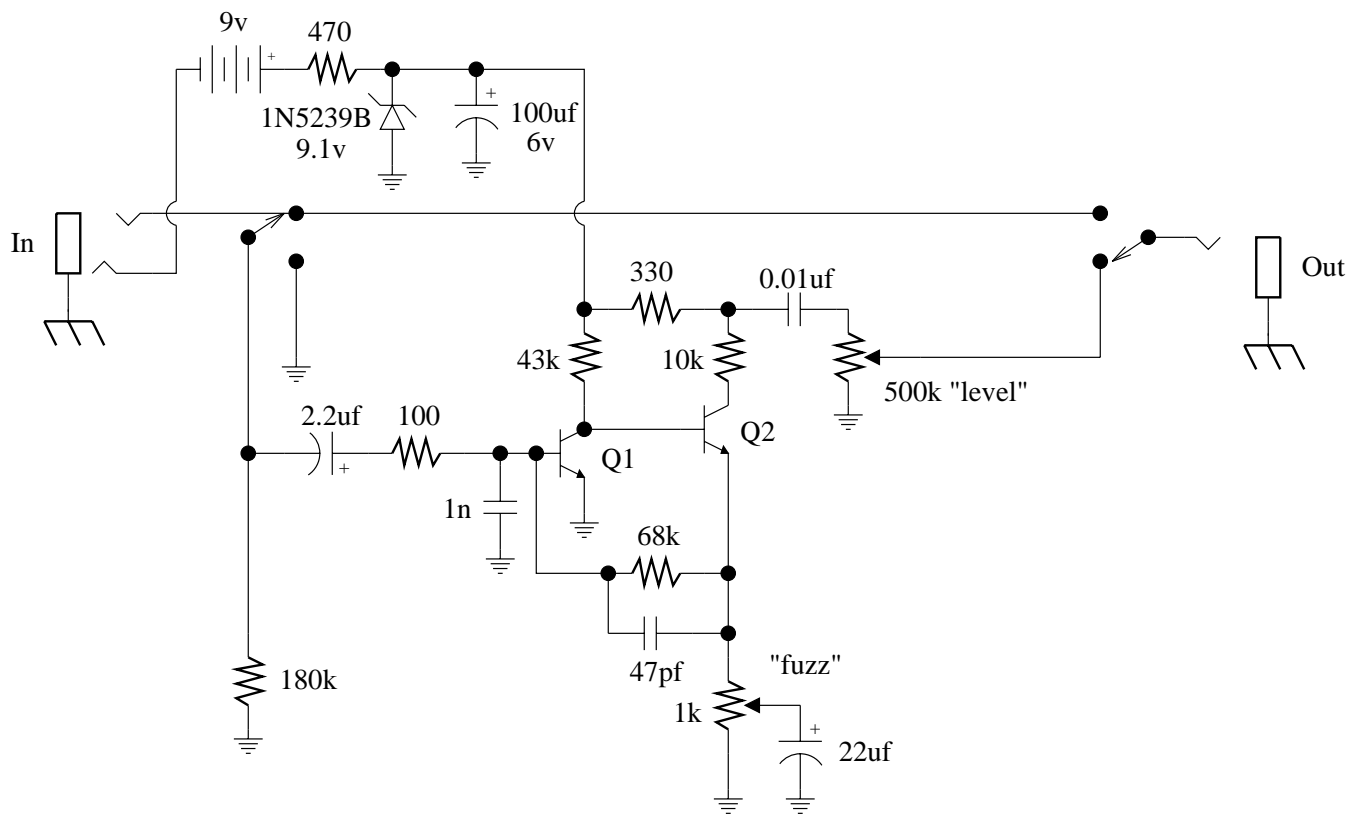 9v
470
+
+
1N5239B
9.1v
100uf
6v
In
Out
330
0.01uf
43k
10k
500k "level"
2.2uf
100
+
Q1
Q2
1n
68k
47pf
"fuzz"
180k
1k
+
22uf